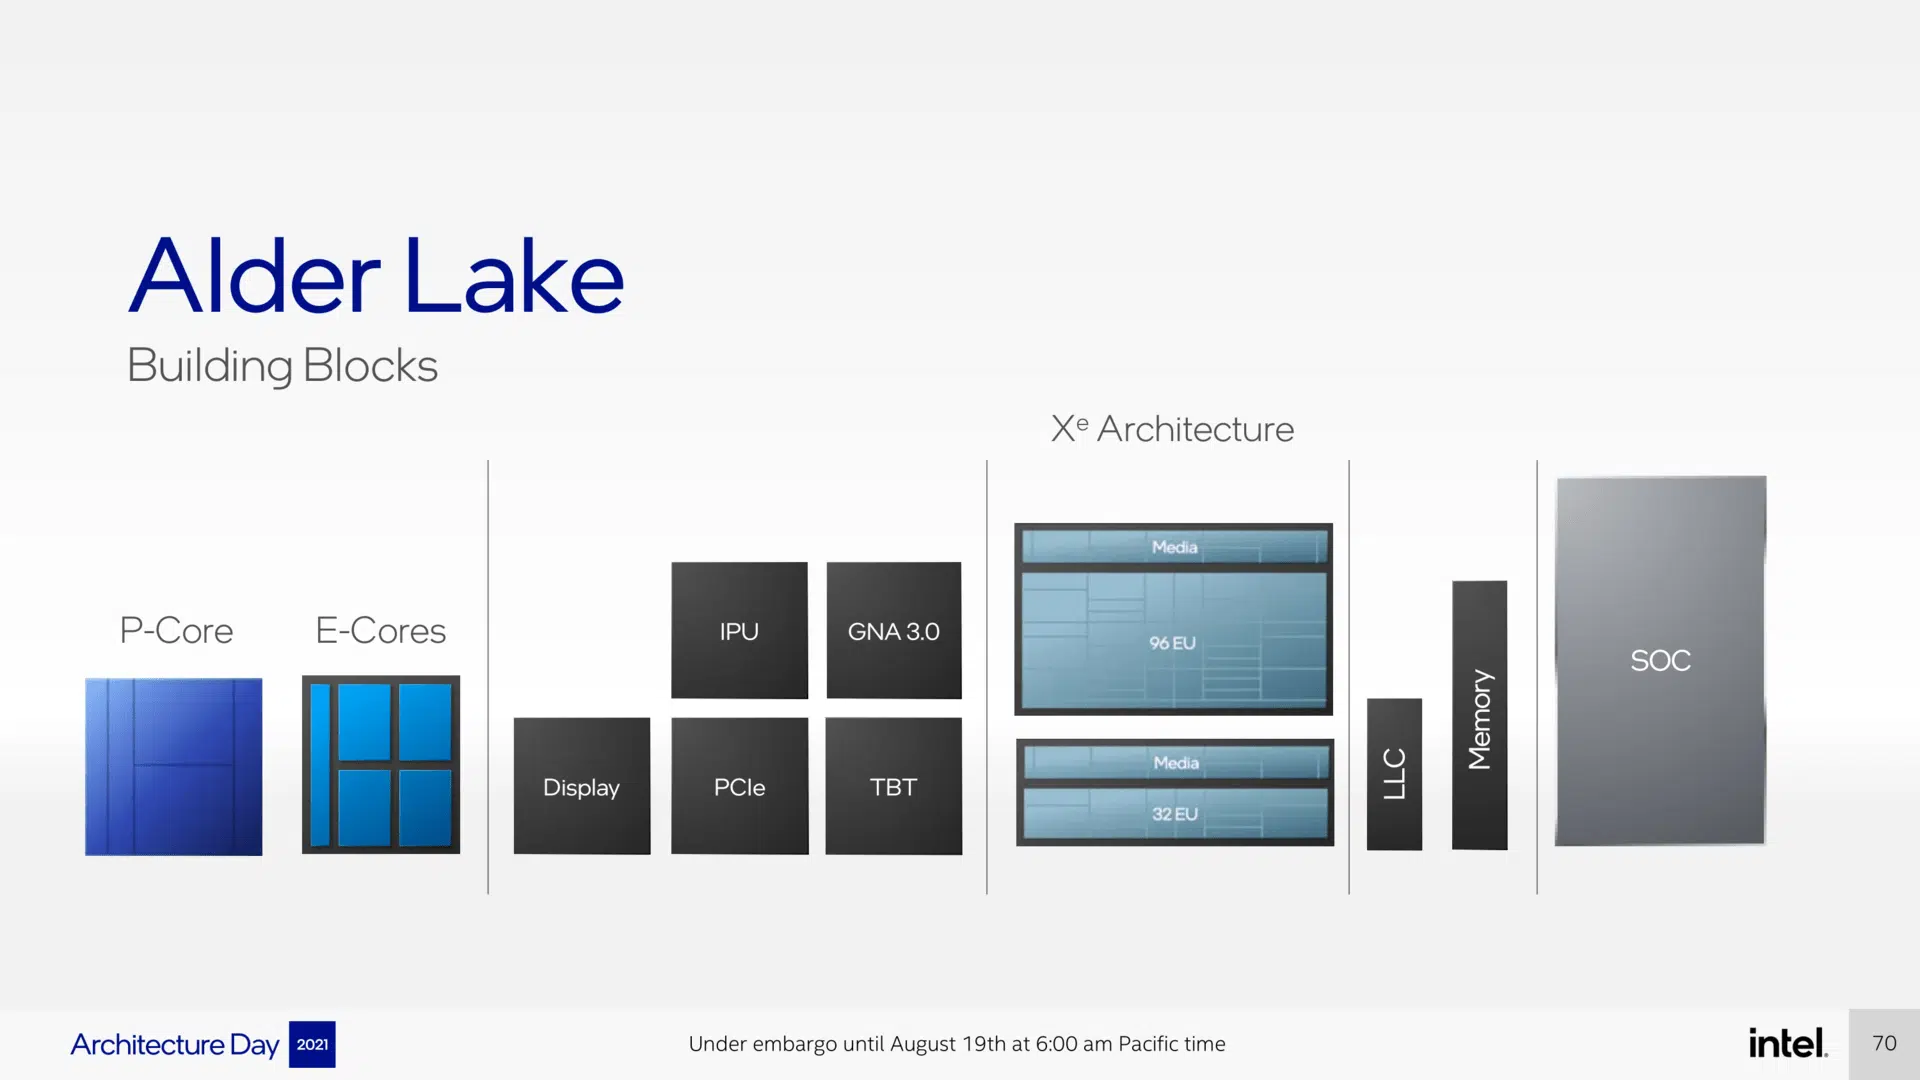 Alder Lake
Building Blocks
Xᵉ Architecture
P-Core
E-Cores
IPU
GNA 3.0
Display
PCIe
TBT
Media
96 EU
Media
32 EU
LLC
Memory
SOC
Architecture Day 2021
Under embargo until August 19th at 6:00 am Pacific time
intel.
70